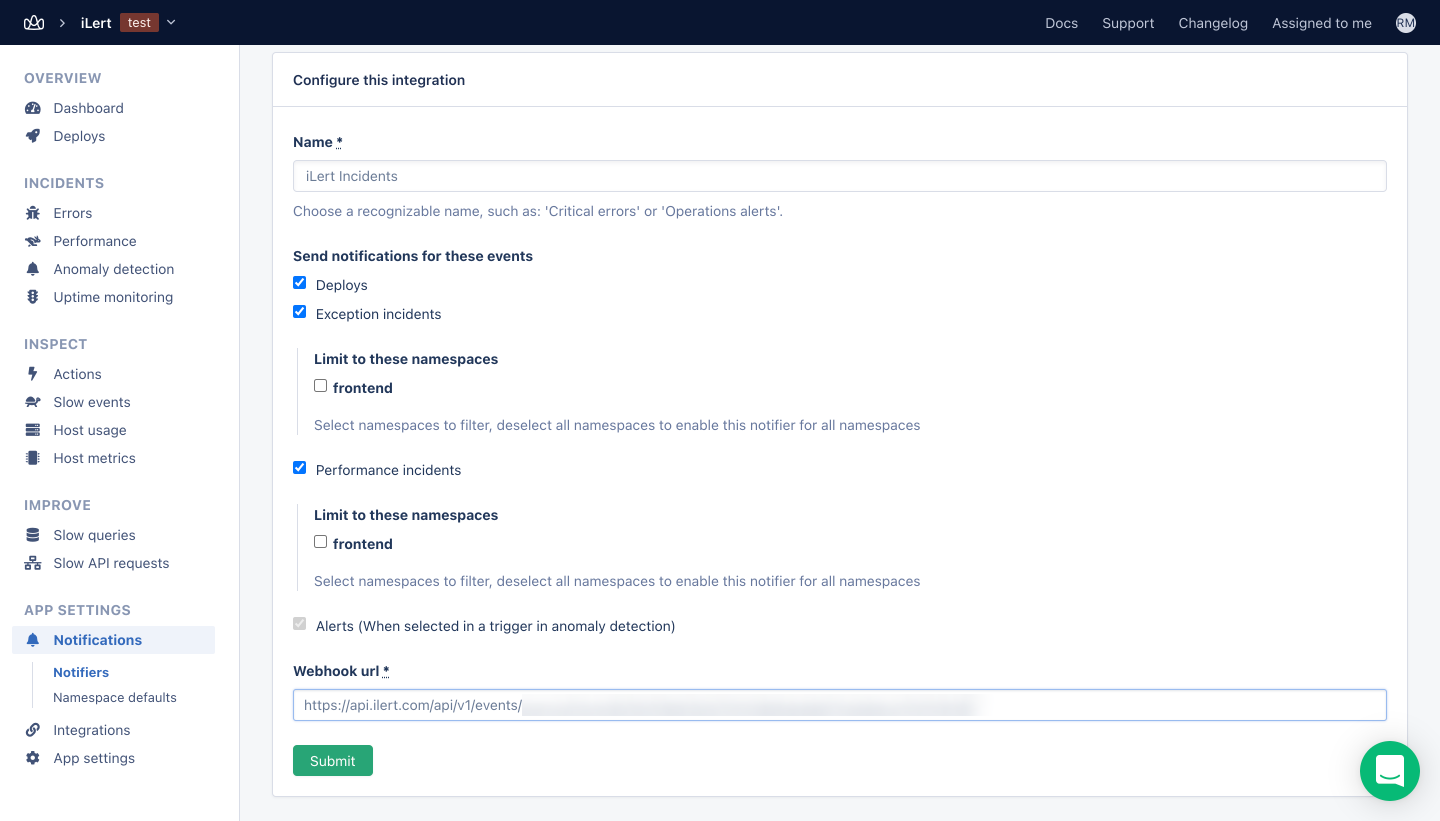 iLert test
Docs Support Changelog Assigned to me RM
OVERVIEW
Dashboard
Deploys
INCIDENTS
Errors
Performance
Anomaly detection
Uptime monitoring
INSPECT
Actions
Slow events
Host usage
Host metrics
IMPROVE
Slow queries
Slow API requests
APP SETTINGS
Notifications
Notifiers
Namespace defaults
Integrations
App settings
Configure this integration
Name *
iLert Incidents
Choose a recognizable name, such as: 'Critical errors' or 'Operations alerts'.
Send notifications for these events
Deploys
Exception incidents
Limit to these namespaces
frontend
Select namespaces to filter, deselect all namespaces to enable this notifier for all namespaces
Performance incidents
Limit to these namespaces
frontend
Select namespaces to filter, deselect all namespaces to enable this notifier for all namespaces
Alerts (When selected in a trigger in anomaly detection)
Webhook url *
https://api.ilert.com/api/v1/events/
Submit